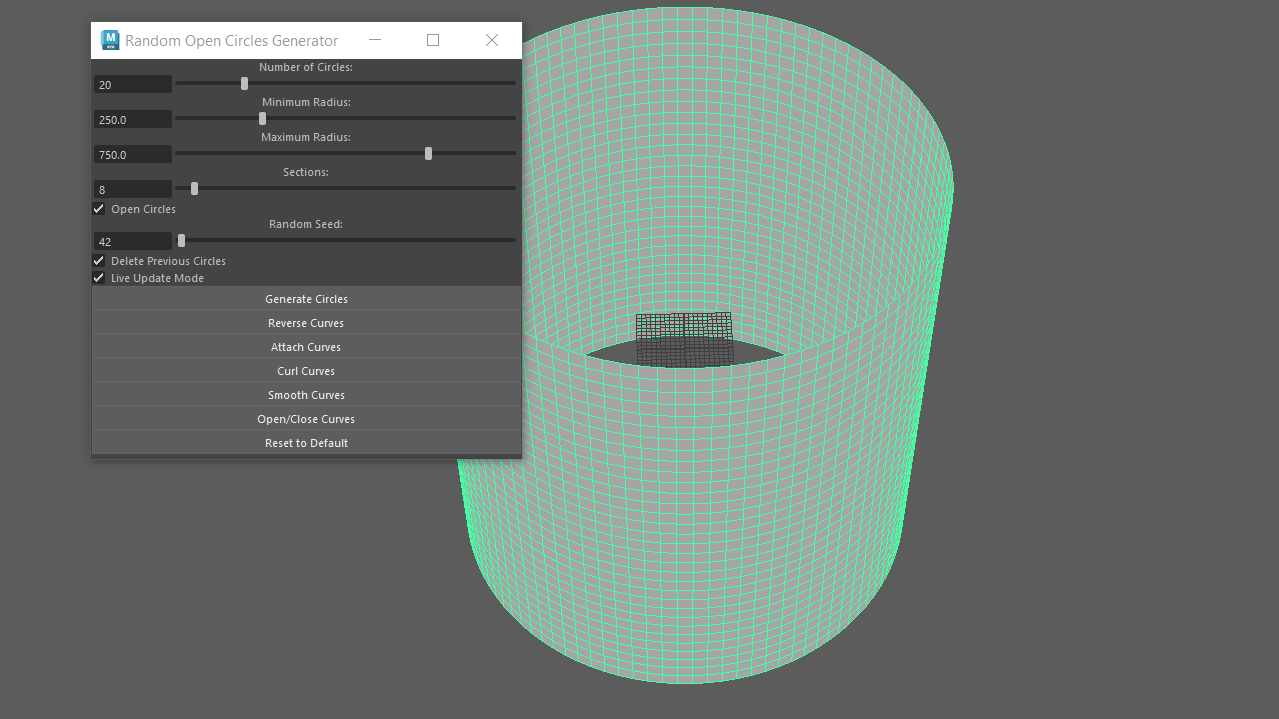 Random Open Circles Generator
Number of Circles:
20
Minimum Radius:
250.0
Maximum Radius:
750.0
Sections:
8
Open Circles
Random Seed:
42
Delete Previous Circles
Live Update Mode
Generate Circles
Reverse Curves
Attach Curves
Curl Curves
Smooth Curves
Open/Close Curves
Reset to Default